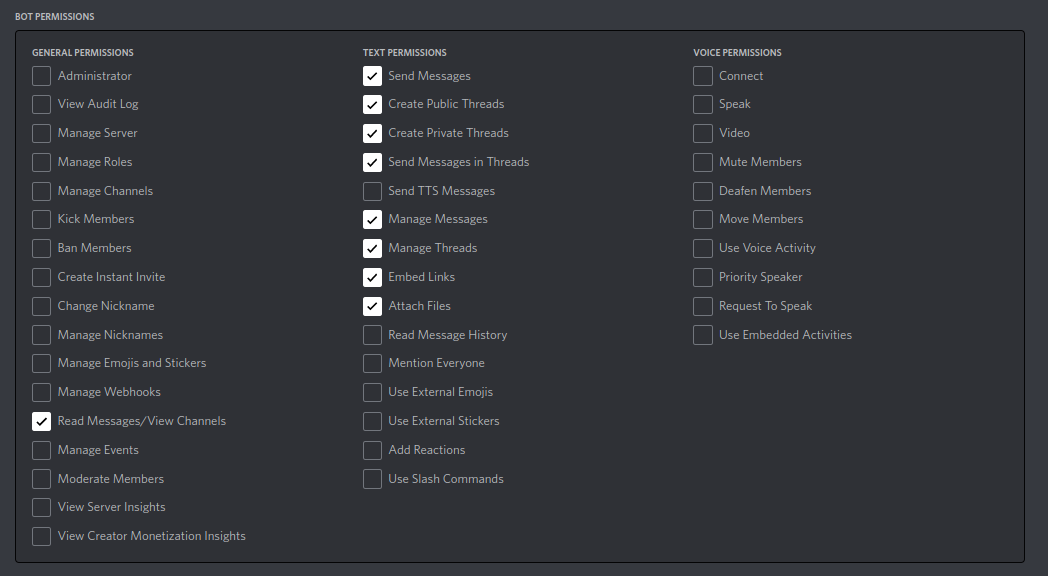 BOT PERMISSIONS
GENERAL PERMISSIONS
Administrator
View Audit Log
Manage Server
Manage Roles
Manage Channels
Kick Members
Ban Members
Create Instant Invite
Change Nickname
Manage Nicknames
Manage Emojis and Stickers
Manage Webhooks
Read Messages/View Channels
Manage Events
Moderate Members
View Server Insights
View Creator Monetization Insights
TEXT PERMISSIONS
Send Messages
Create Public Threads
Create Private Threads
Send Messages in Threads
Send TTS Messages
Manage Messages
Manage Threads
Embed Links
Attach Files
Read Message History
Mention Everyone
Use External Emojis
Use External Stickers
Add Reactions
Use Slash Commands
VOICE PERMISSIONS
Connect
Speak
Video
Mute Members
Deafen Members
Move Members
Use Voice Activity
Priority Speaker
Request To Speak
Use Embedded Activities